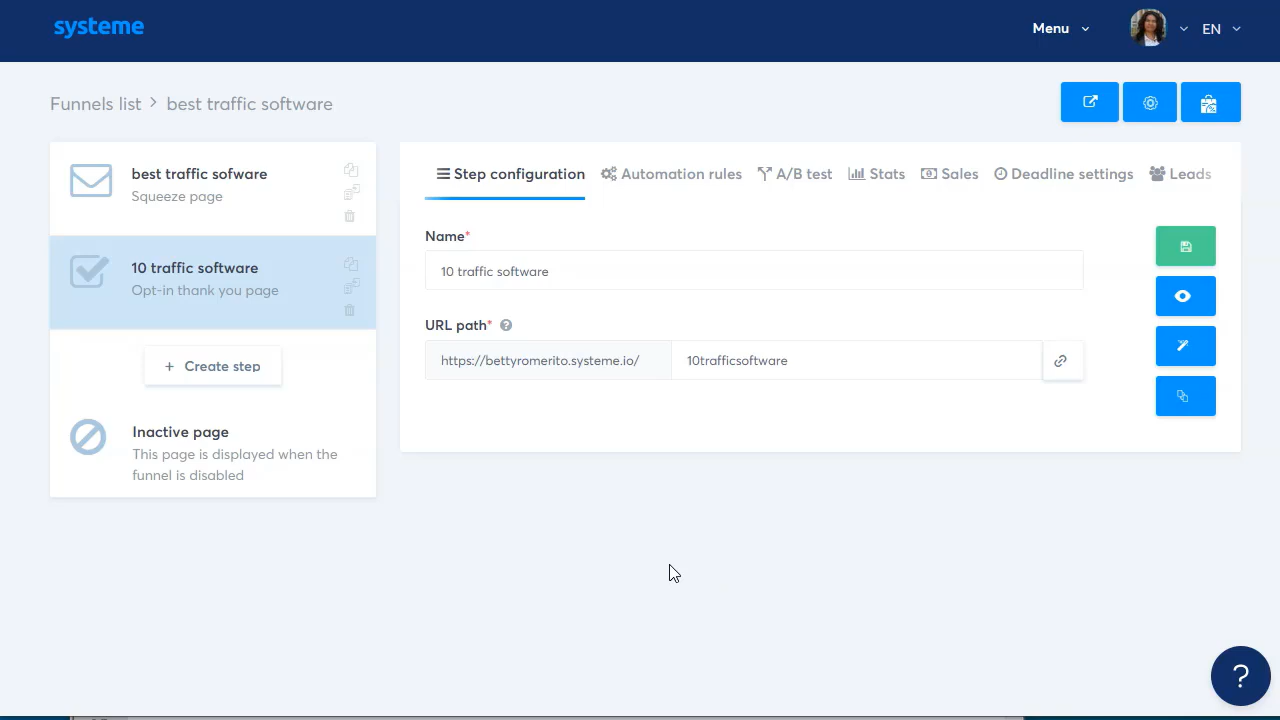 systeme
Menu
EN
Funnels list > best traffic software
best traffic sofware
Squeeze page
10 traffic software
Opt-in thank you page
+ Create step
Inactive page
This page is displayed when the
funnel is disabled
Step configuration Automation rules A/B test Stats Sales Deadline settings Leads
Name*
10 traffic software
URL path* ?
https://bettyromerito.systeme.io/ 10trafficsoftware
?